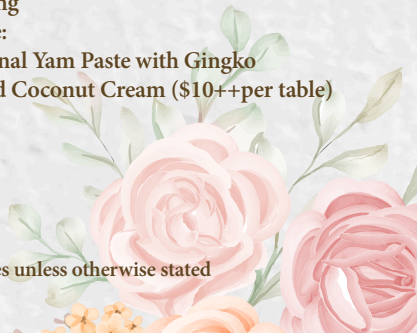 ng
e:
nal Yam Paste with Gingko
d Coconut Cream ($10++per table)
es unless otherwise stated